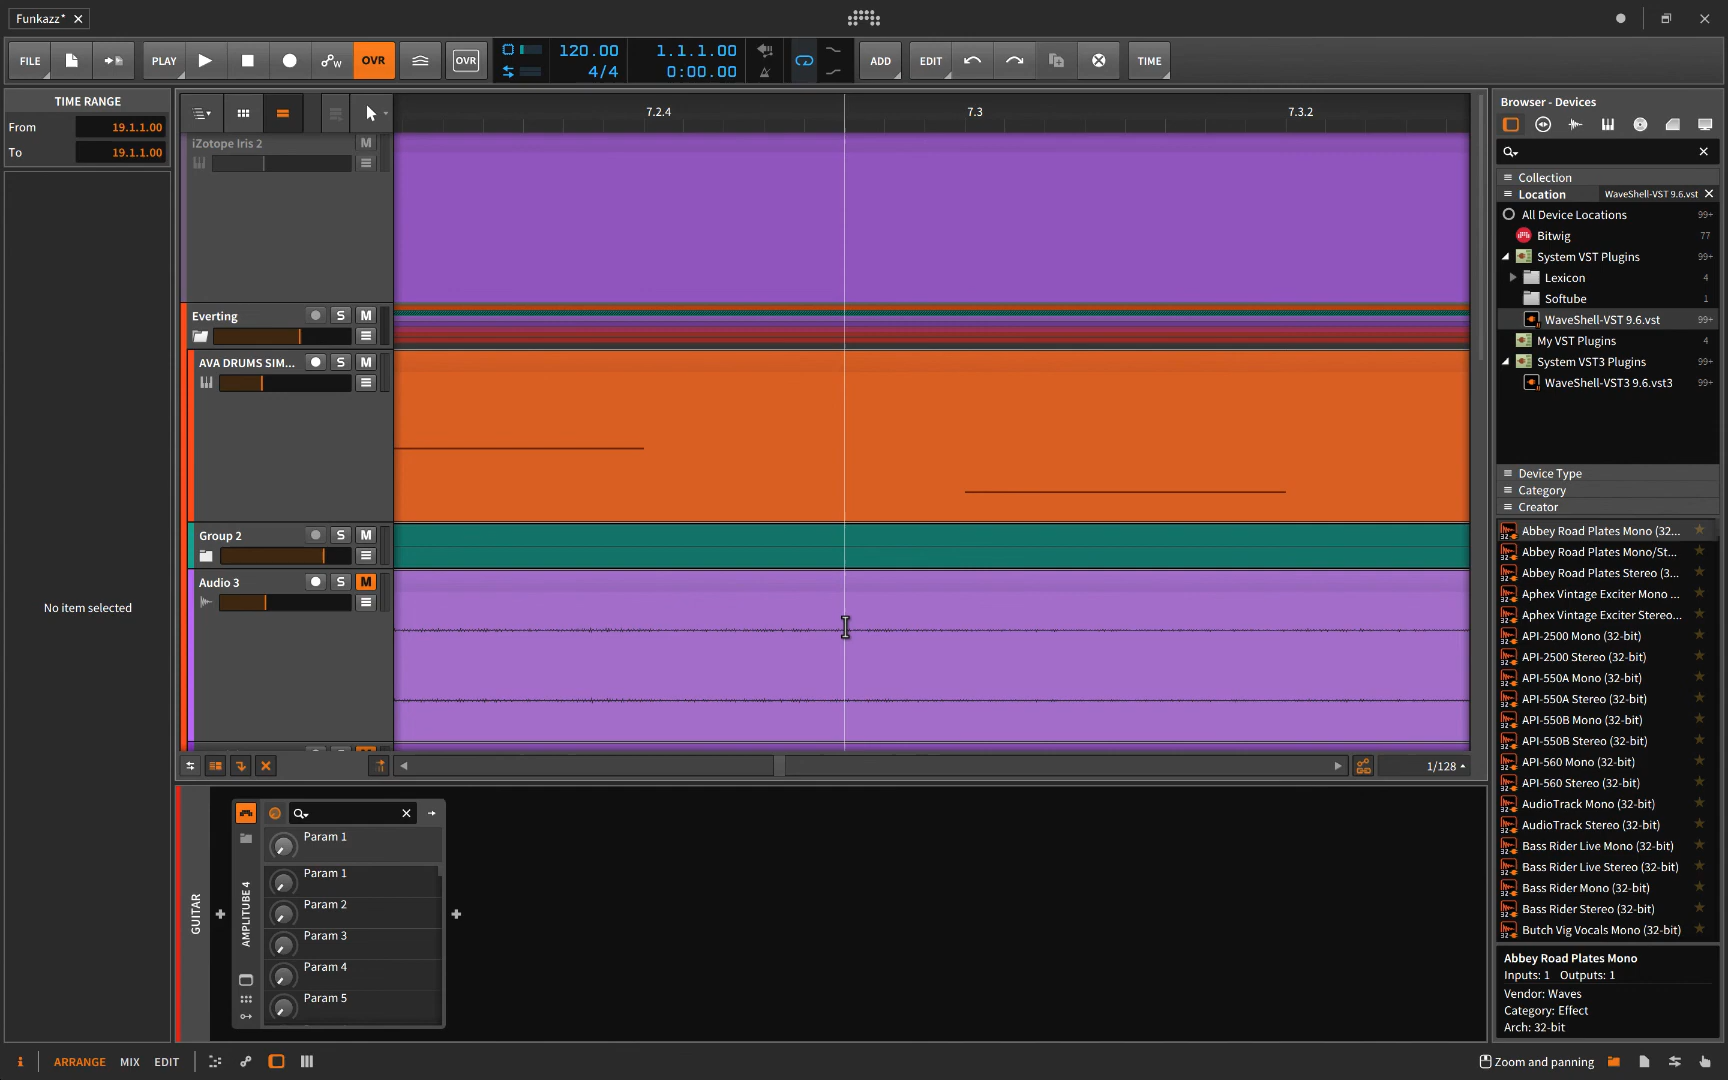 Funkazz*
FILE
PLAY
OVR
OVR
120.00
4/4
1.1.1.00
0:00.00
ADD
EDIT
TIME
TIME RANGE
From 19.1.1.00
To 19.1.1.00
No item selected
7.2.4 7.3 7.3.2
iZotope Iris 2 M
Everting S M
AVA DRUMS SIM... S M
Group 2 S M
Audio 3 S M
1/128
GUITAR
AMPLITUBE 4
Param 1
Param 1
Param 2
Param 3
Param 4
Param 5
Browser - Devices
Collection
Location WaveShell-VST 9.6.vst
All Device Locations 99+
Bitwig 77
System VST Plugins 99+
Lexicon 4
Softube 1
WaveShell-VST 9.6.vst 99+
My VST Plugins 4
System VST3 Plugins 99+
WaveShell-VST3 9.6.vst3 99+
Device Type
Category
Creator
Abbey Road Plates Mono (32...
Abbey Road Plates Mono/St...
Abbey Road Plates Stereo (3...
Aphex Vintage Exciter Mono ...
Aphex Vintage Exciter Stereo...
API-2500 Mono (32-bit)
API-2500 Stereo (32-bit)
API-550A Mono (32-bit)
API-550A Stereo (32-bit)
API-550B Mono (32-bit)
API-550B Stereo (32-bit)
API-560 Mono (32-bit)
API-560 Stereo (32-bit)
AudioTrack Mono (32-bit)
AudioTrack Stereo (32-bit)
Bass Rider Live Mono (32-bit)
Bass Rider Live Stereo (32-bit)
Bass Rider Mono (32-bit)
Bass Rider Stereo (32-bit)
Butch Vig Vocals Mono (32-bit)
Abbey Road Plates Mono
Inputs: 1 Outputs: 1
Vendor: Waves
Category: Effect
Arch: 32-bit
i ARRANGE MIX EDIT
Zoom and panning